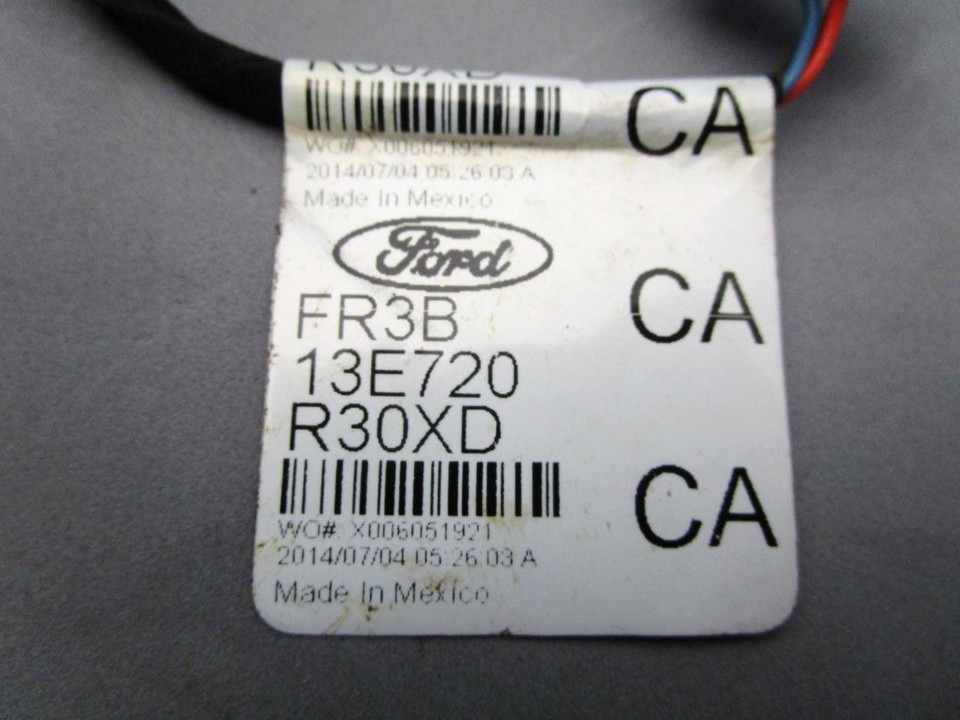 R30XD
CA
WO# X006051921
2014/07/04 05:26:03 A
Made In Mexico
Ford
FR3B
CA
13E720
R30XD
CA
WO# X006051921
2014/07/04 05:26:03 A
Made In Mexico